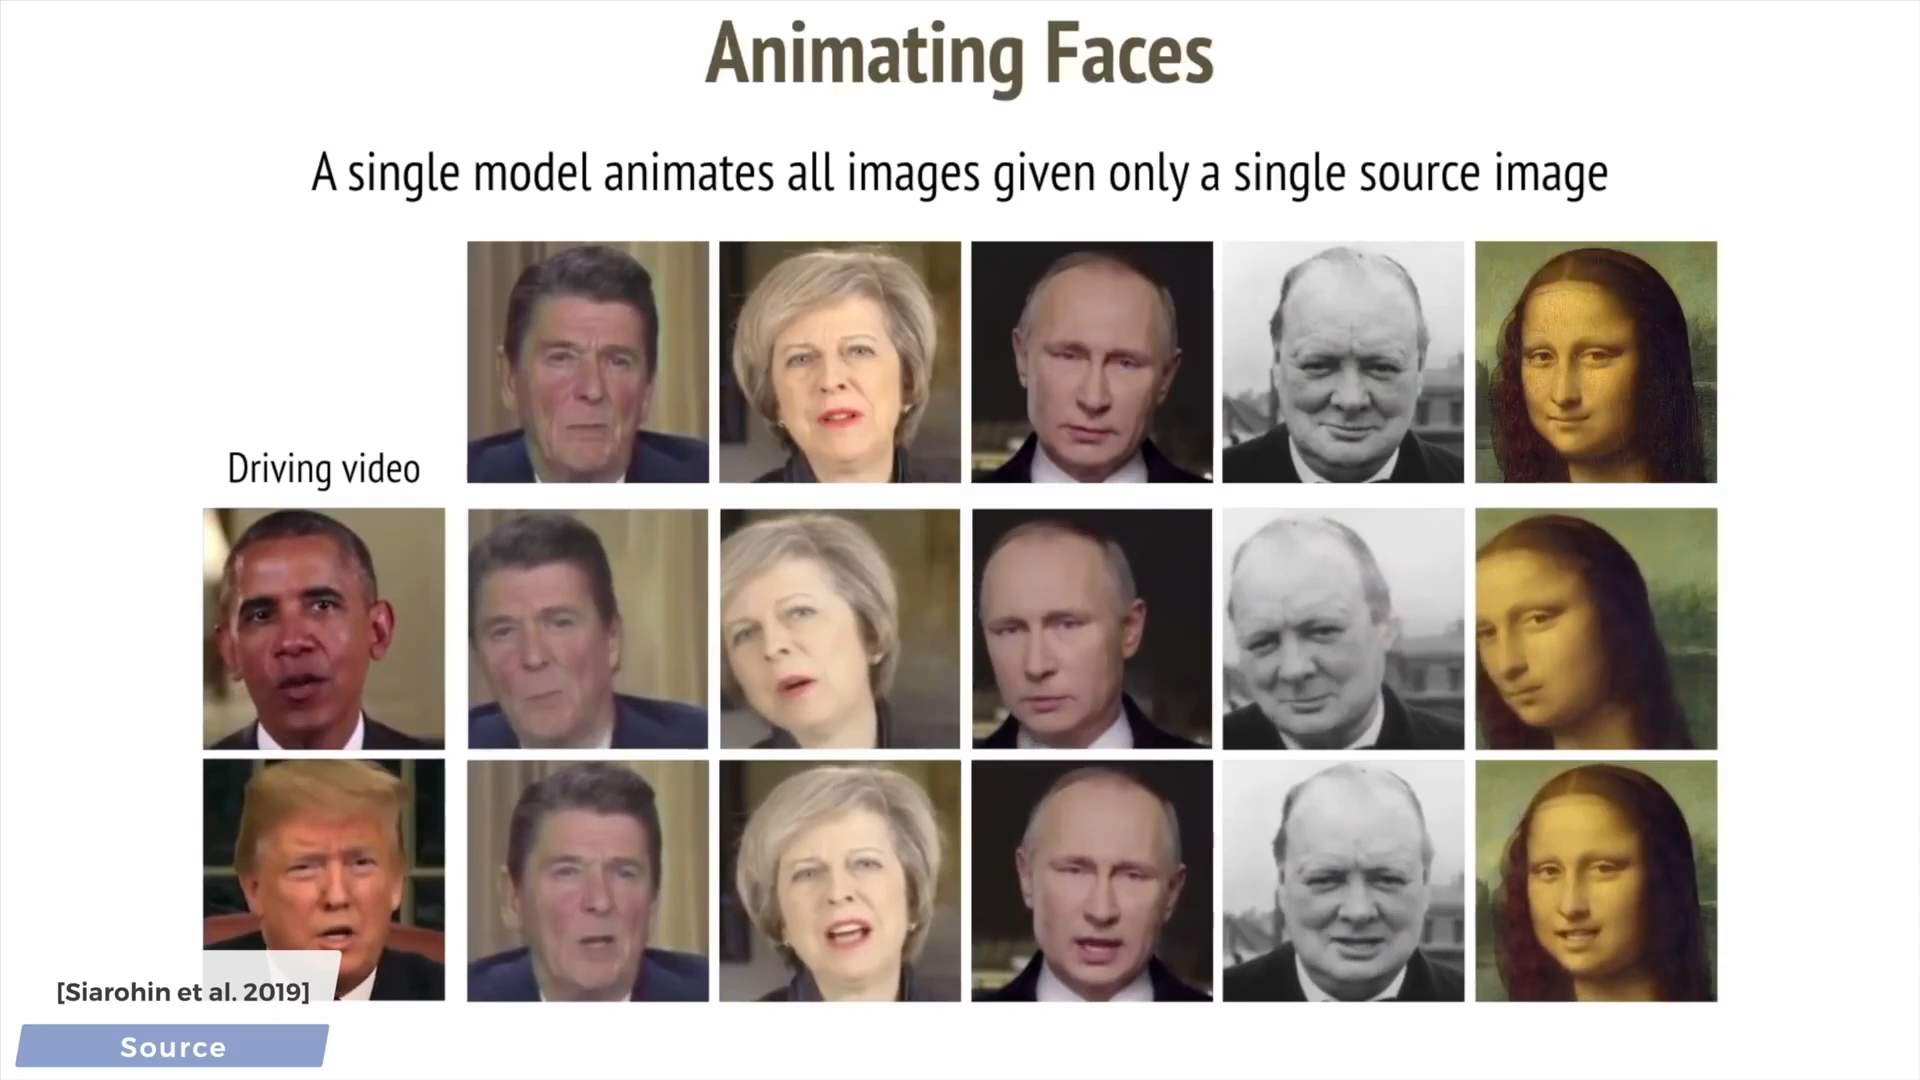 Animating Faces
A single model animates all images given only a single source image
Driving video
[Siarohin et al. 2019]
Source